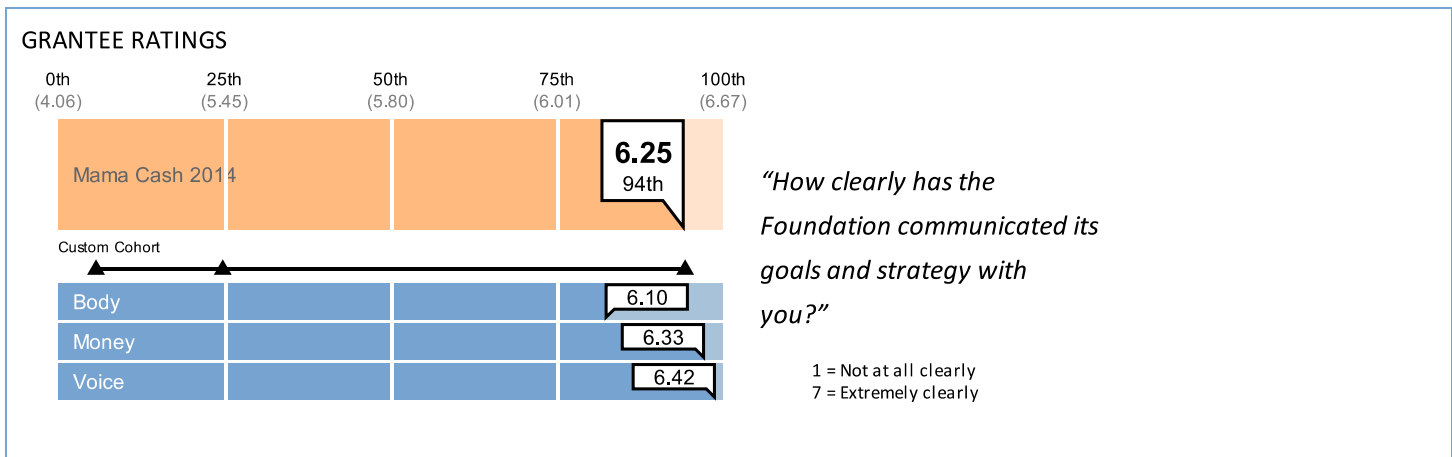 GRANTEE RATINGS
0th 25th 50th 75th 100th
(4.06) (5.45) (5.80) (6.01) (6.67)
Mama Cash 2014
6.25
94th
Custom Cohort
Body 6.10
Money 6.33
Voice 6.42
“How clearly has the
Foundation communicated its
goals and strategy with
you?”
1 = Not at all clearly
7 = Extremely clearly